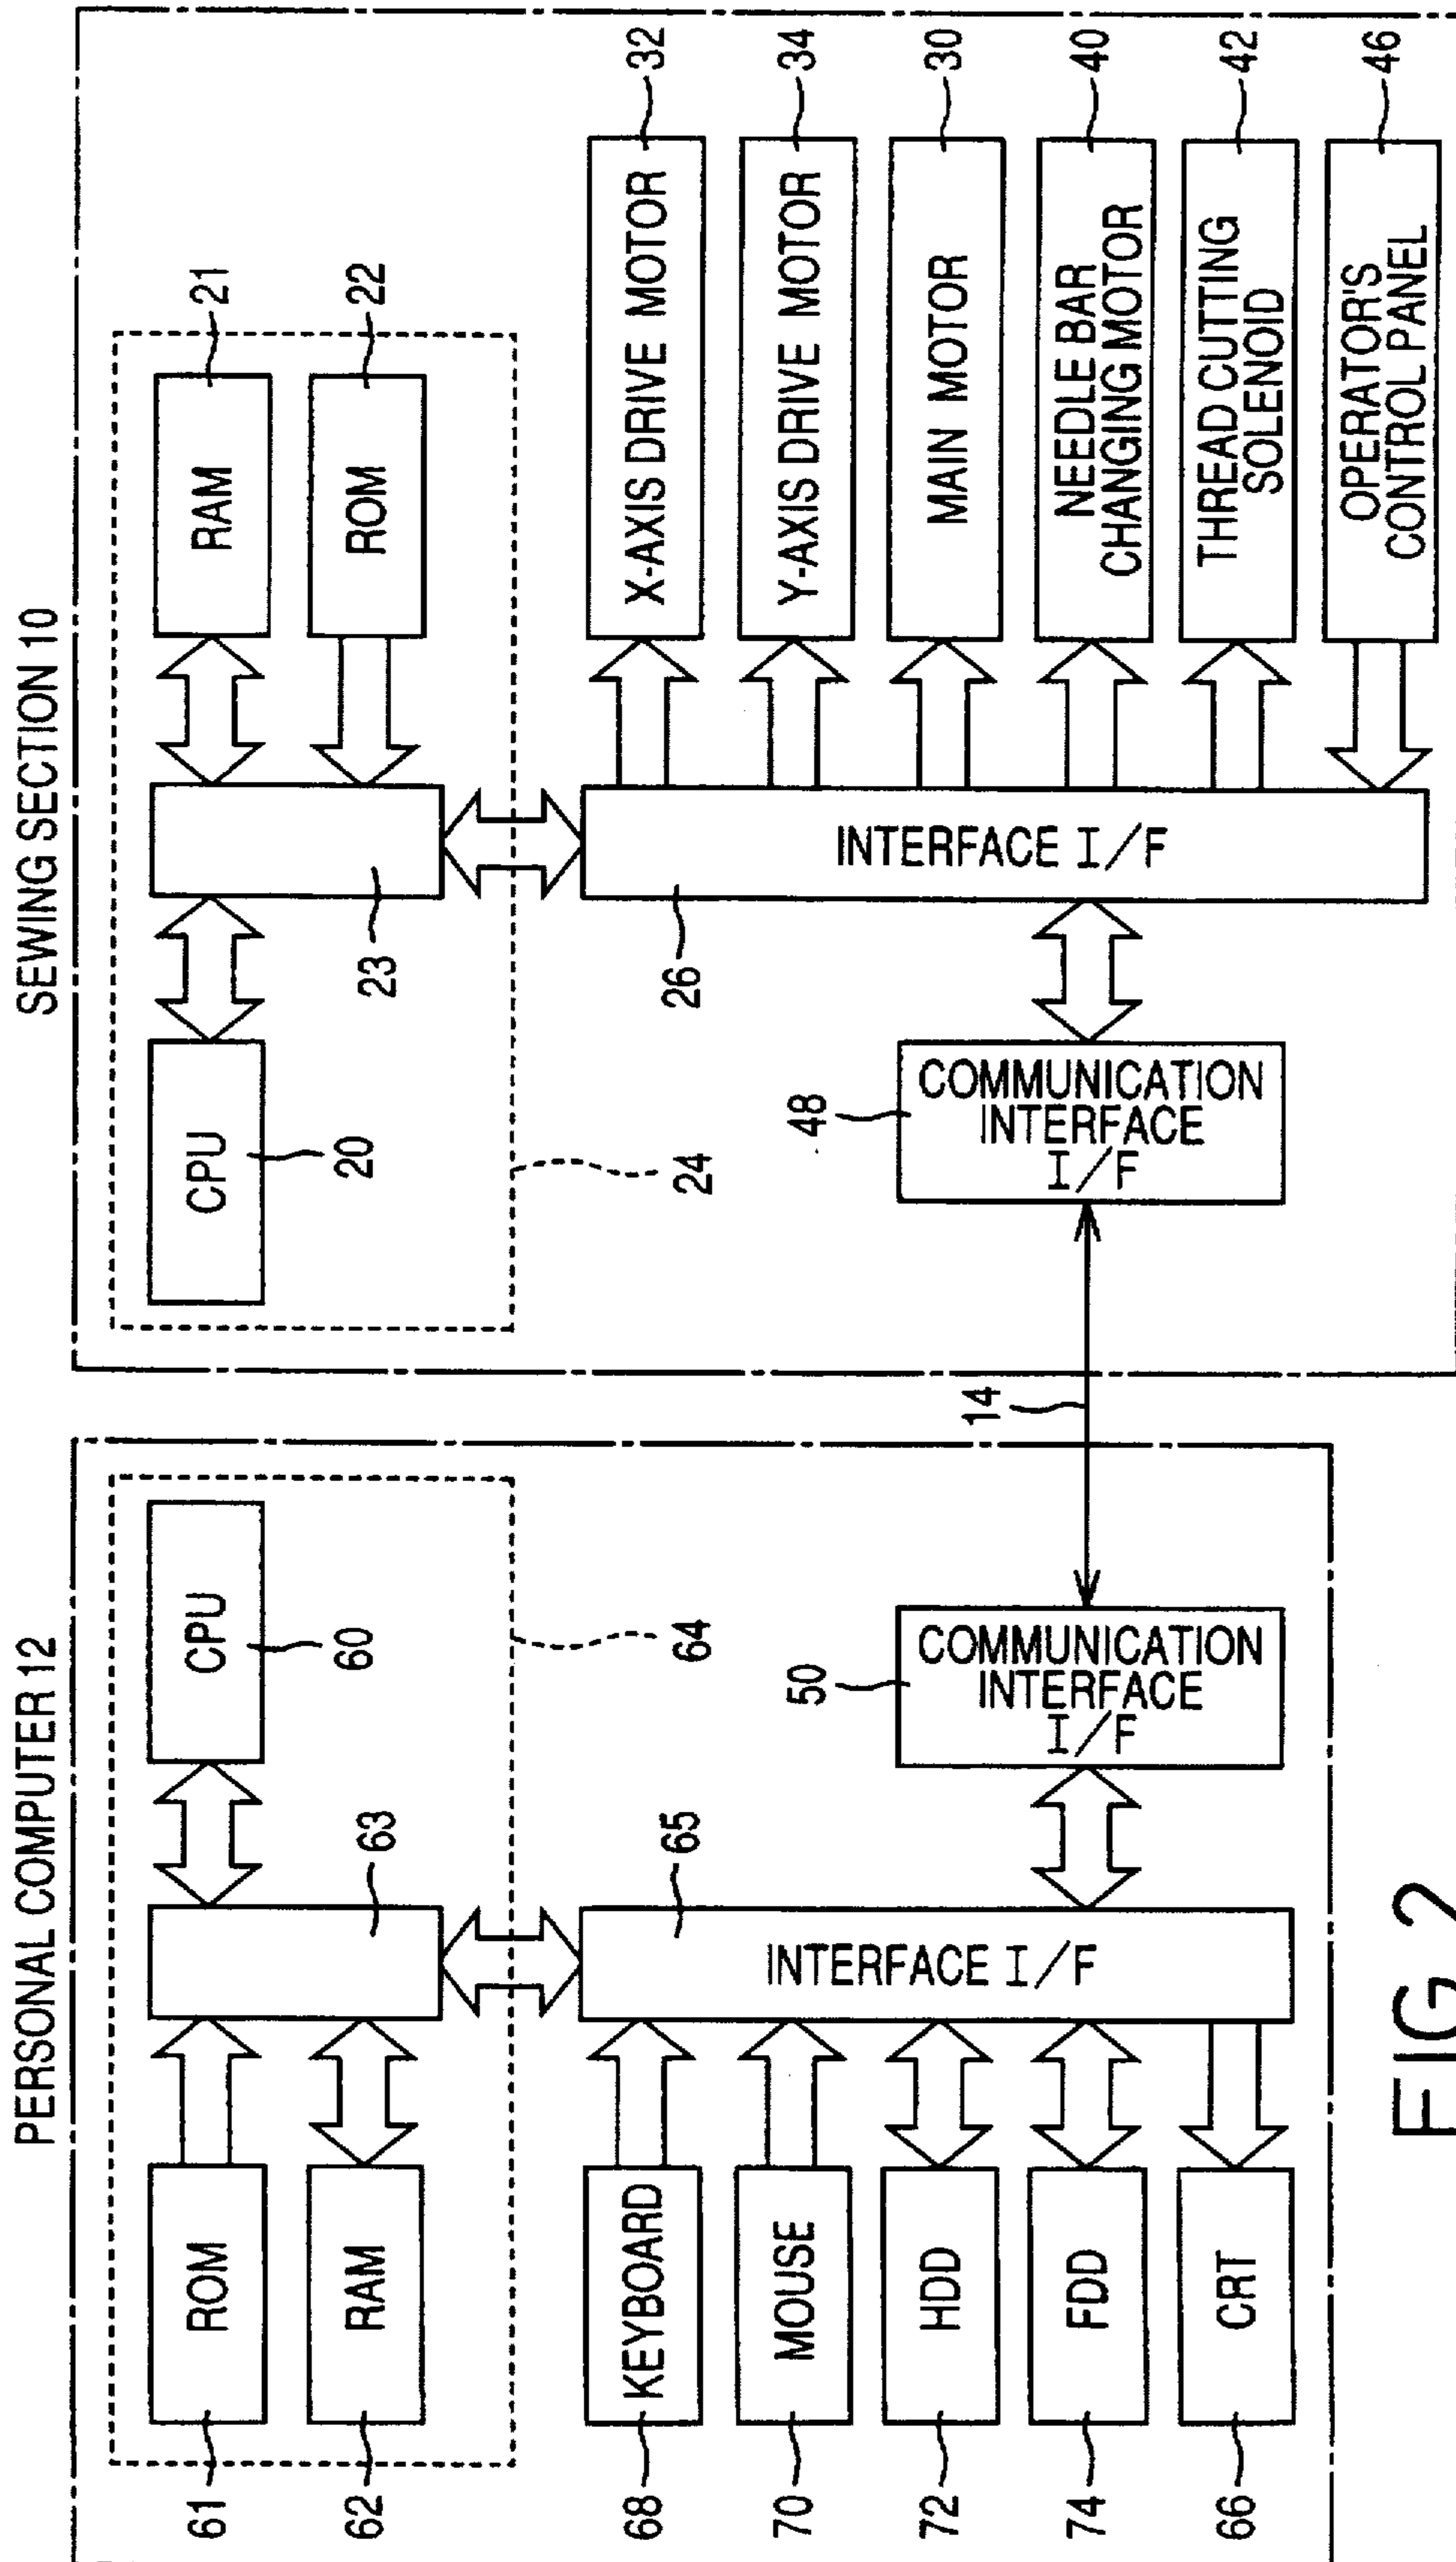 PERSONAL COMPUTER 12
61
ROM
62
RAM
63
CPU
60
64
68
KEYBOARD
70
MOUSE
72
HDD
74
FDD
66
CRT
65
INTERFACE I/F
50
COMMUNICATION
INTERFACE
I/F
14
SEWING SECTION 10
CPU
20
23
24
RAM
21
ROM
22
26
INTERFACE I/F
48
COMMUNICATION
INTERFACE
I/F
X-AXIS DRIVE MOTOR
32
Y-AXIS DRIVE MOTOR
34
MAIN MOTOR
30
NEEDLE BAR
CHANGING MOTOR
40
THREAD CUTTING
SOLENOID
42
OPERATOR'S
CONTROL PANEL
46
FIG.2